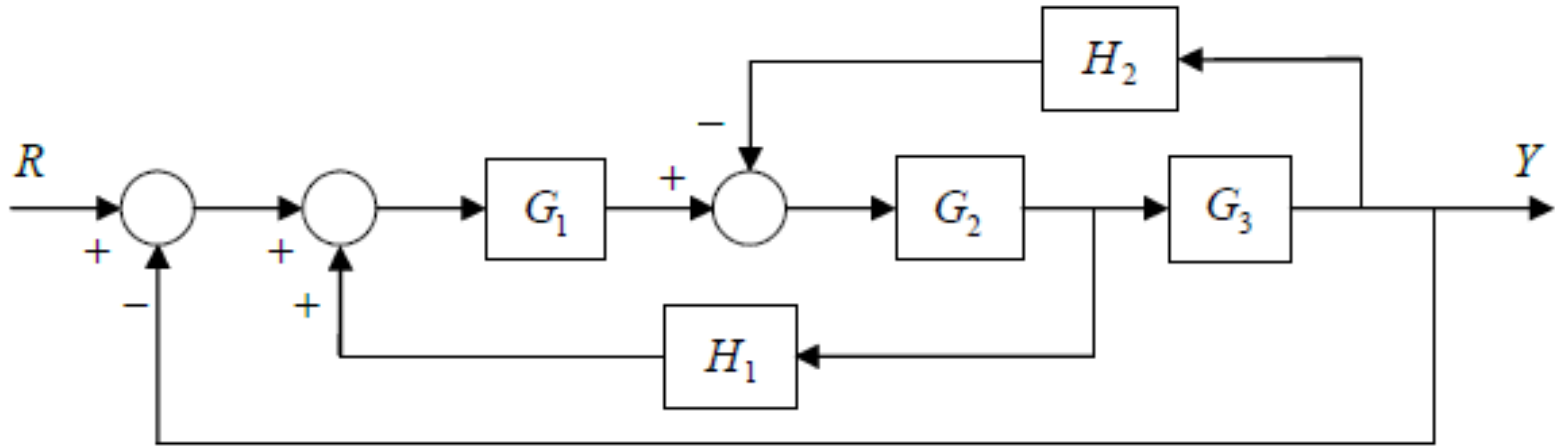 H₂
−
R
+
Y
G₁
G₂
G₃
+
+
−
+
H₁